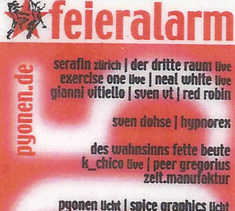 feieralarm
pyonen.de
serafin zürich | der dritte raum live
exercise one live | neal white live
gianni vitiello | sven vt | red robin
sven dohse | hypnorex
des wahnsinns fette beute
k_chico live | peer gregorius
zeit.manufaktur
pyonen licht | spice graphics licht